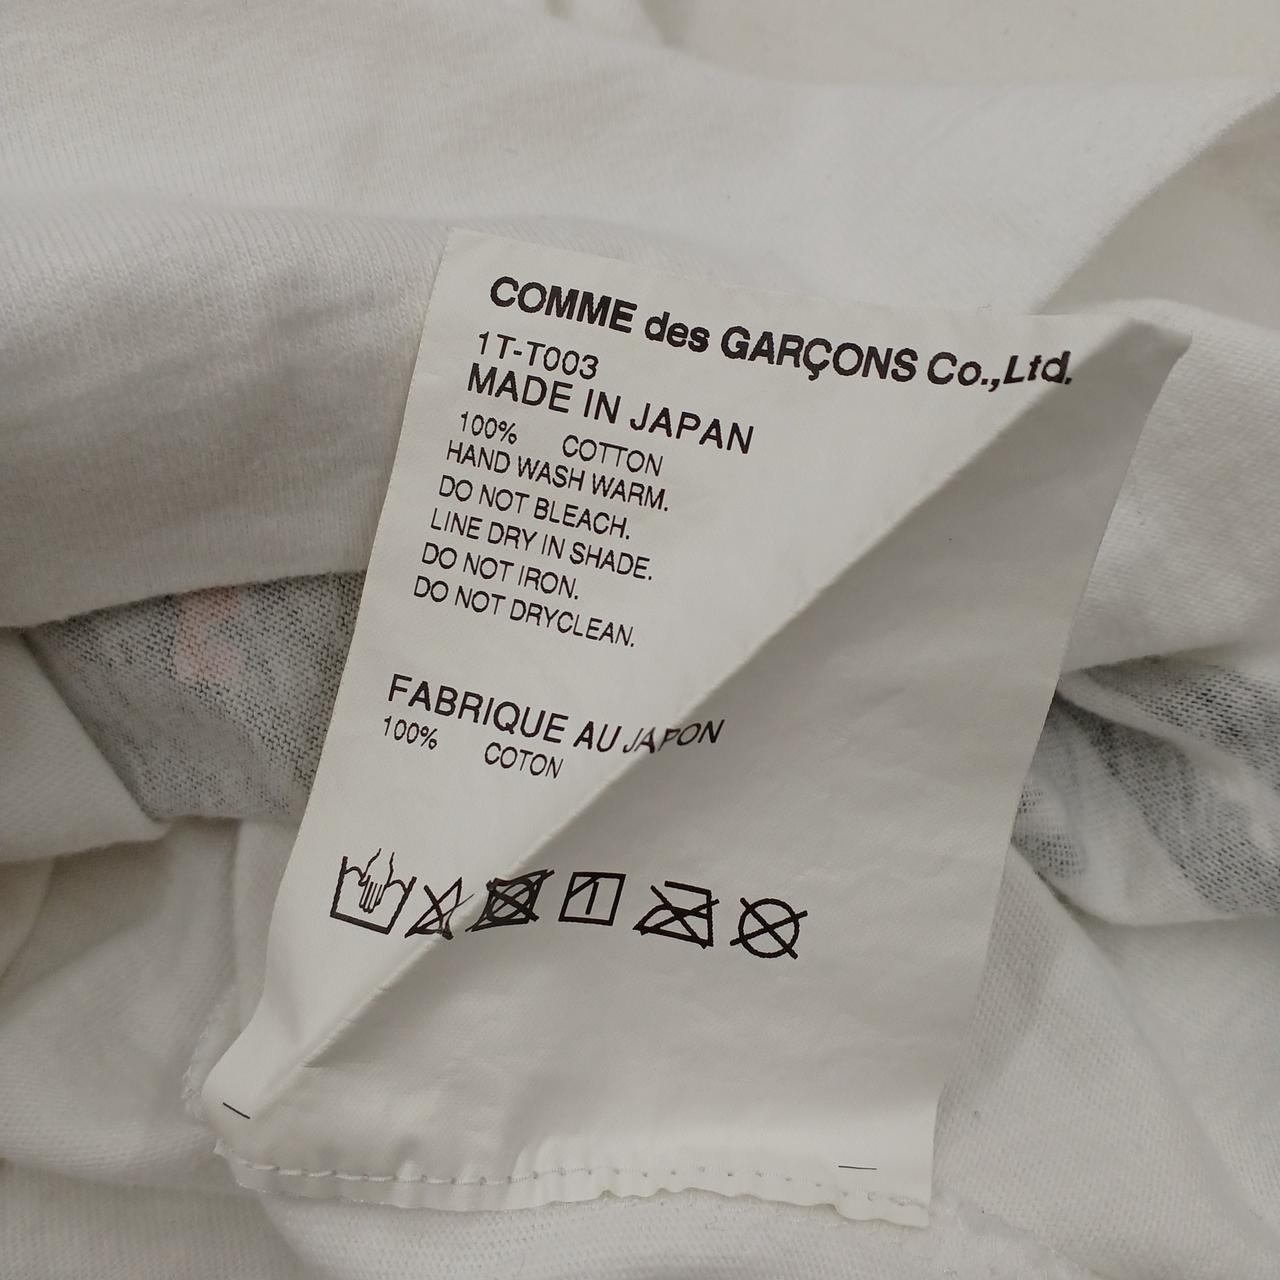 COMME des GARÇONS Co.,Ltd.
1T-T003
MADE IN JAPAN
100% COTTON
HAND WASH WARM.
DO NOT BLEACH.
LINE DRY IN SHADE.
DO NOT IRON.
DO NOT DRYCLEAN.
FABRIQUE AU JAPON
100% COTON
1